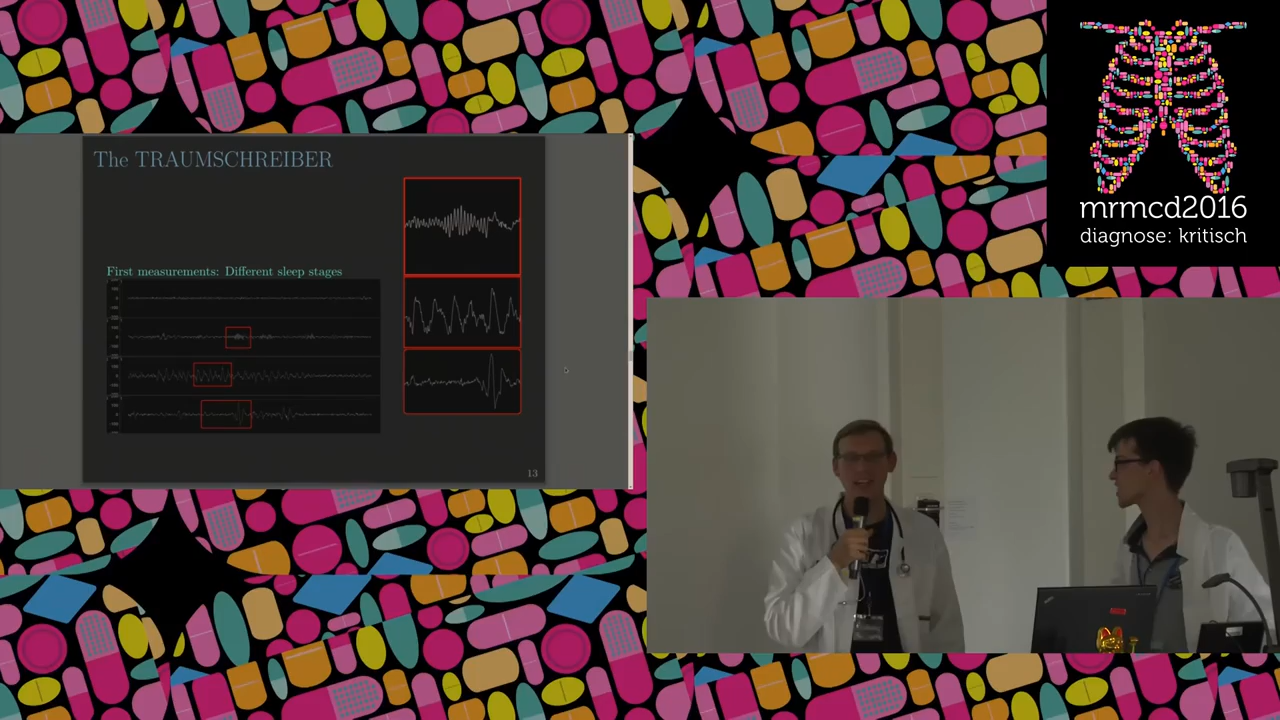 The TRAUMSCHREIBER
First measurements: Different sleep stages
13
mrmcd2016
diagnose: kritisch